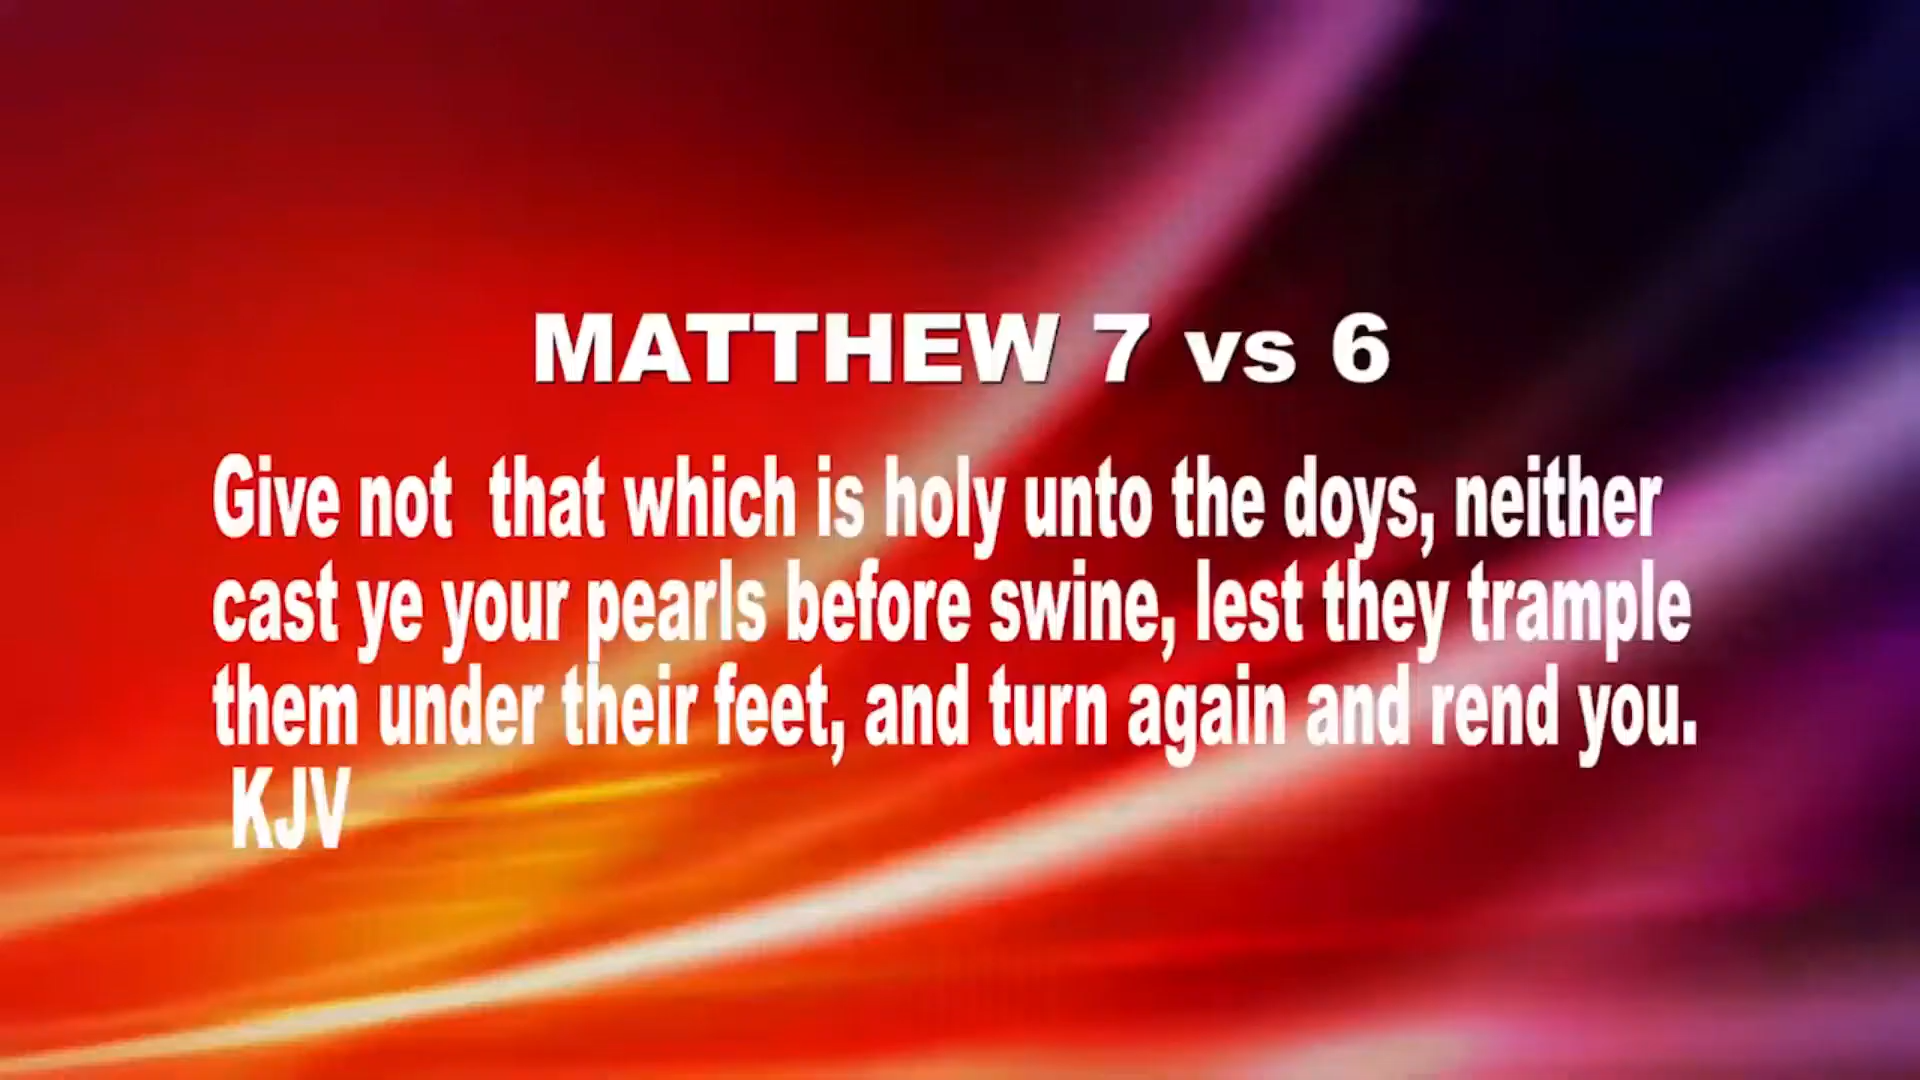 MATTHEW 7 vs 6
Give not  that which is holy unto the doys, neither
cast ye your pearls before swine, lest they trample
them under their feet, and turn again and rend you.
KJV